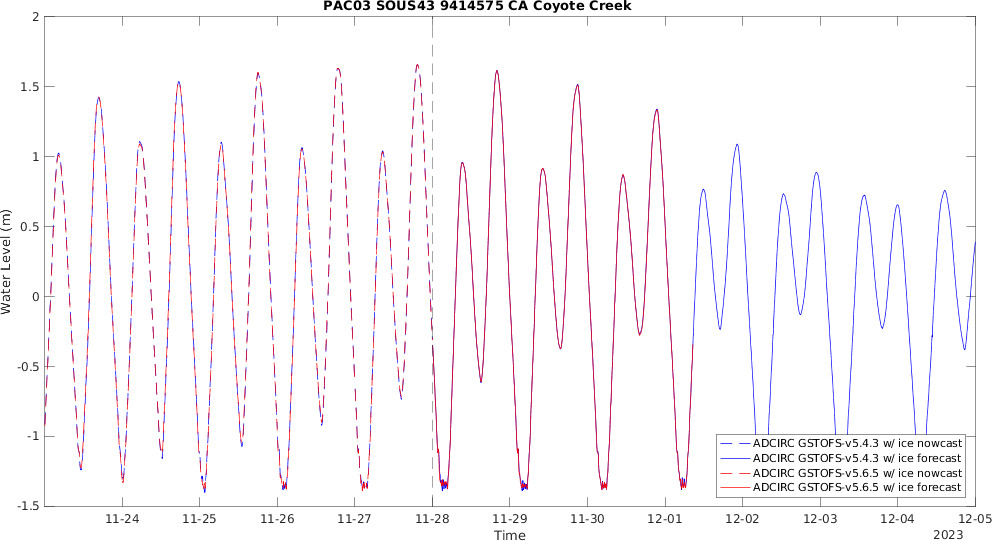 PAC03 SOUS43 9414575 CA Coyote Creek
2
1.5
1
0.5
0
-0.5
-1
-1.5
Water Level (m)
11-24 11-25 11-26 11-27 11-28 11-29 11-30 12-01 12-02 12-03 12-04 12-05
Time
2023
ADCIRC GSTOFS-v5.4.3 w/ ice nowcast
ADCIRC GSTOFS-v5.4.3 w/ ice forecast
ADCIRC GSTOFS-v5.6.5 w/ ice nowcast
ADCIRC GSTOFS-v5.6.5 w/ ice forecast